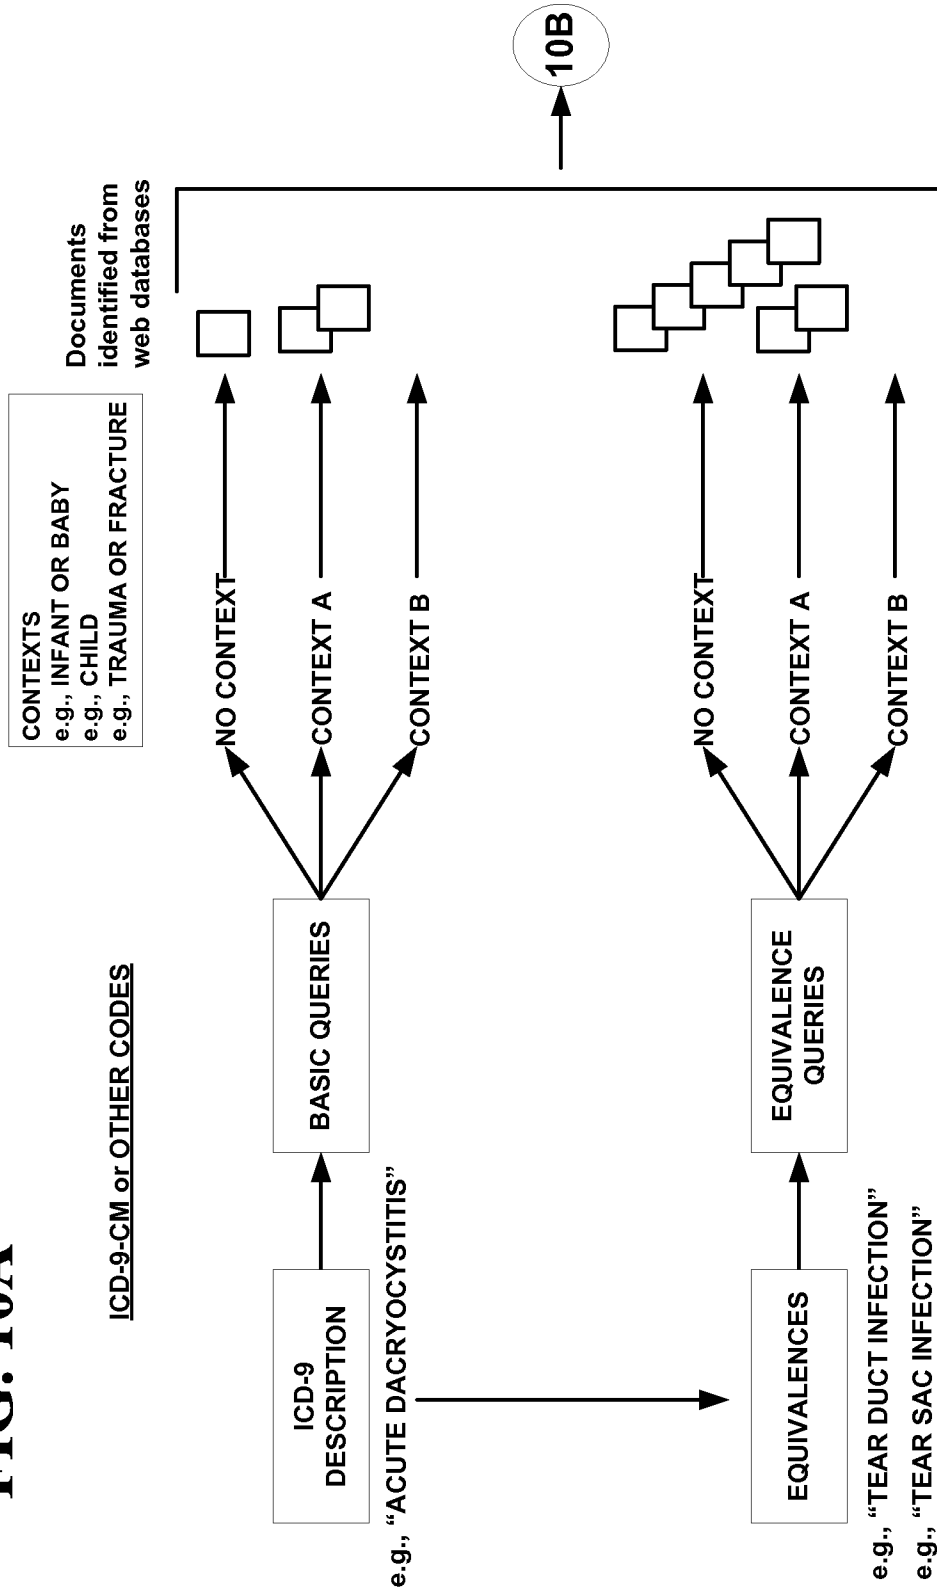 FIG. 10A
ICD-9-CM or OTHER CODES
CONTEXTS
e.g., INFANT OR BABY
e.g., CHILD
e.g., TRAUMA OR FRACTURE
Documents
identified from
web databases
ICD-9
DESCRIPTION
e.g., “ACUTE DACRYOCYSTITIS”
BASIC QUERIES
NO CONTEXT
CONTEXT A
CONTEXT B
EQUIVALENCES
e.g., “TEAR DUCT INFECTION”
e.g., “TEAR SAC INFECTION”
EQUIVALENCE
QUERIES
NO CONTEXT
CONTEXT A
CONTEXT B
10B